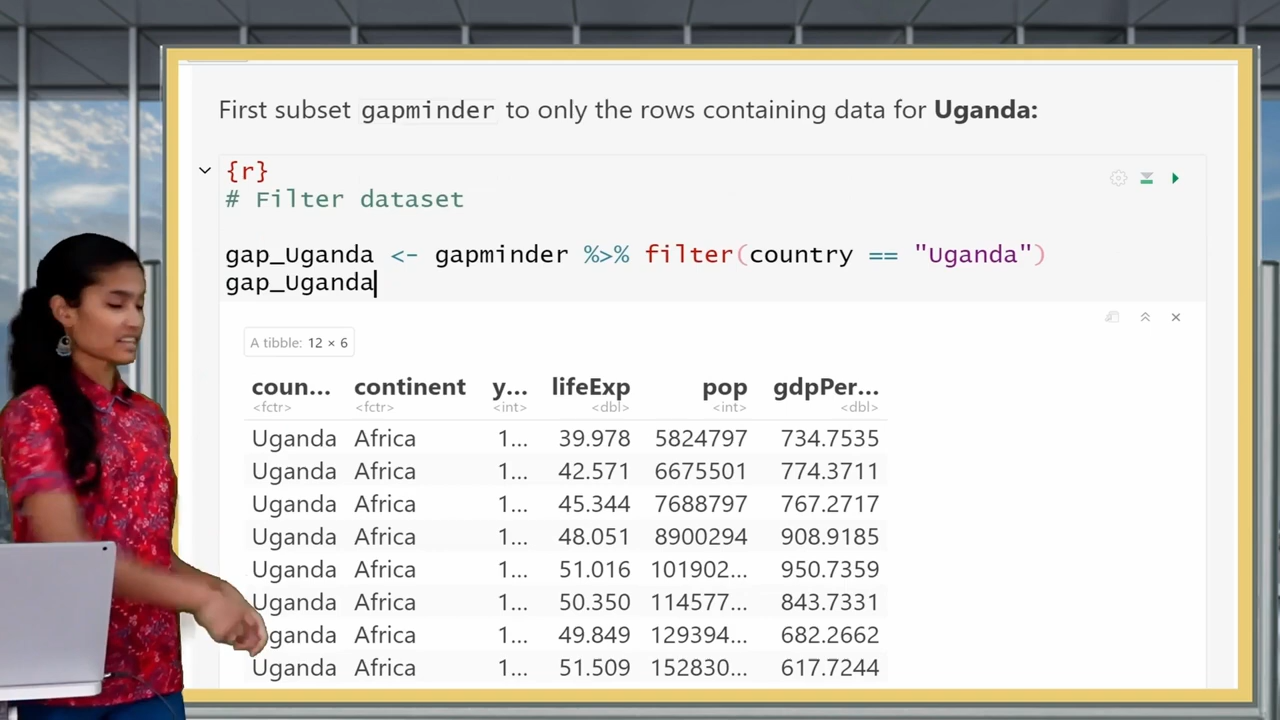 First subset gapminder to only the rows containing data for Uganda:
{r}
# Filter dataset
gap_Uganda <- gapminder %>% filter(country == "Uganda")
gap_Uganda
A tibble: 12 × 6
coun... continent y... lifeExp pop gdpPer...
<fctr> <fctr> <int> <dbl> <int> <dbl>
Uganda Africa 1... 39.978 5824797 734.7535
Uganda Africa 1... 42.571 6675501 774.3711
Uganda Africa 1... 45.344 7688797 767.2717
Uganda Africa 1... 48.051 8900294 908.9185
Uganda Africa 1... 51.016 101902... 950.7359
Uganda Africa 1... 50.350 114577... 843.7331
ganda Africa 1... 49.849 129394... 682.2662
Uganda Africa 1... 51.509 152830... 617.7244